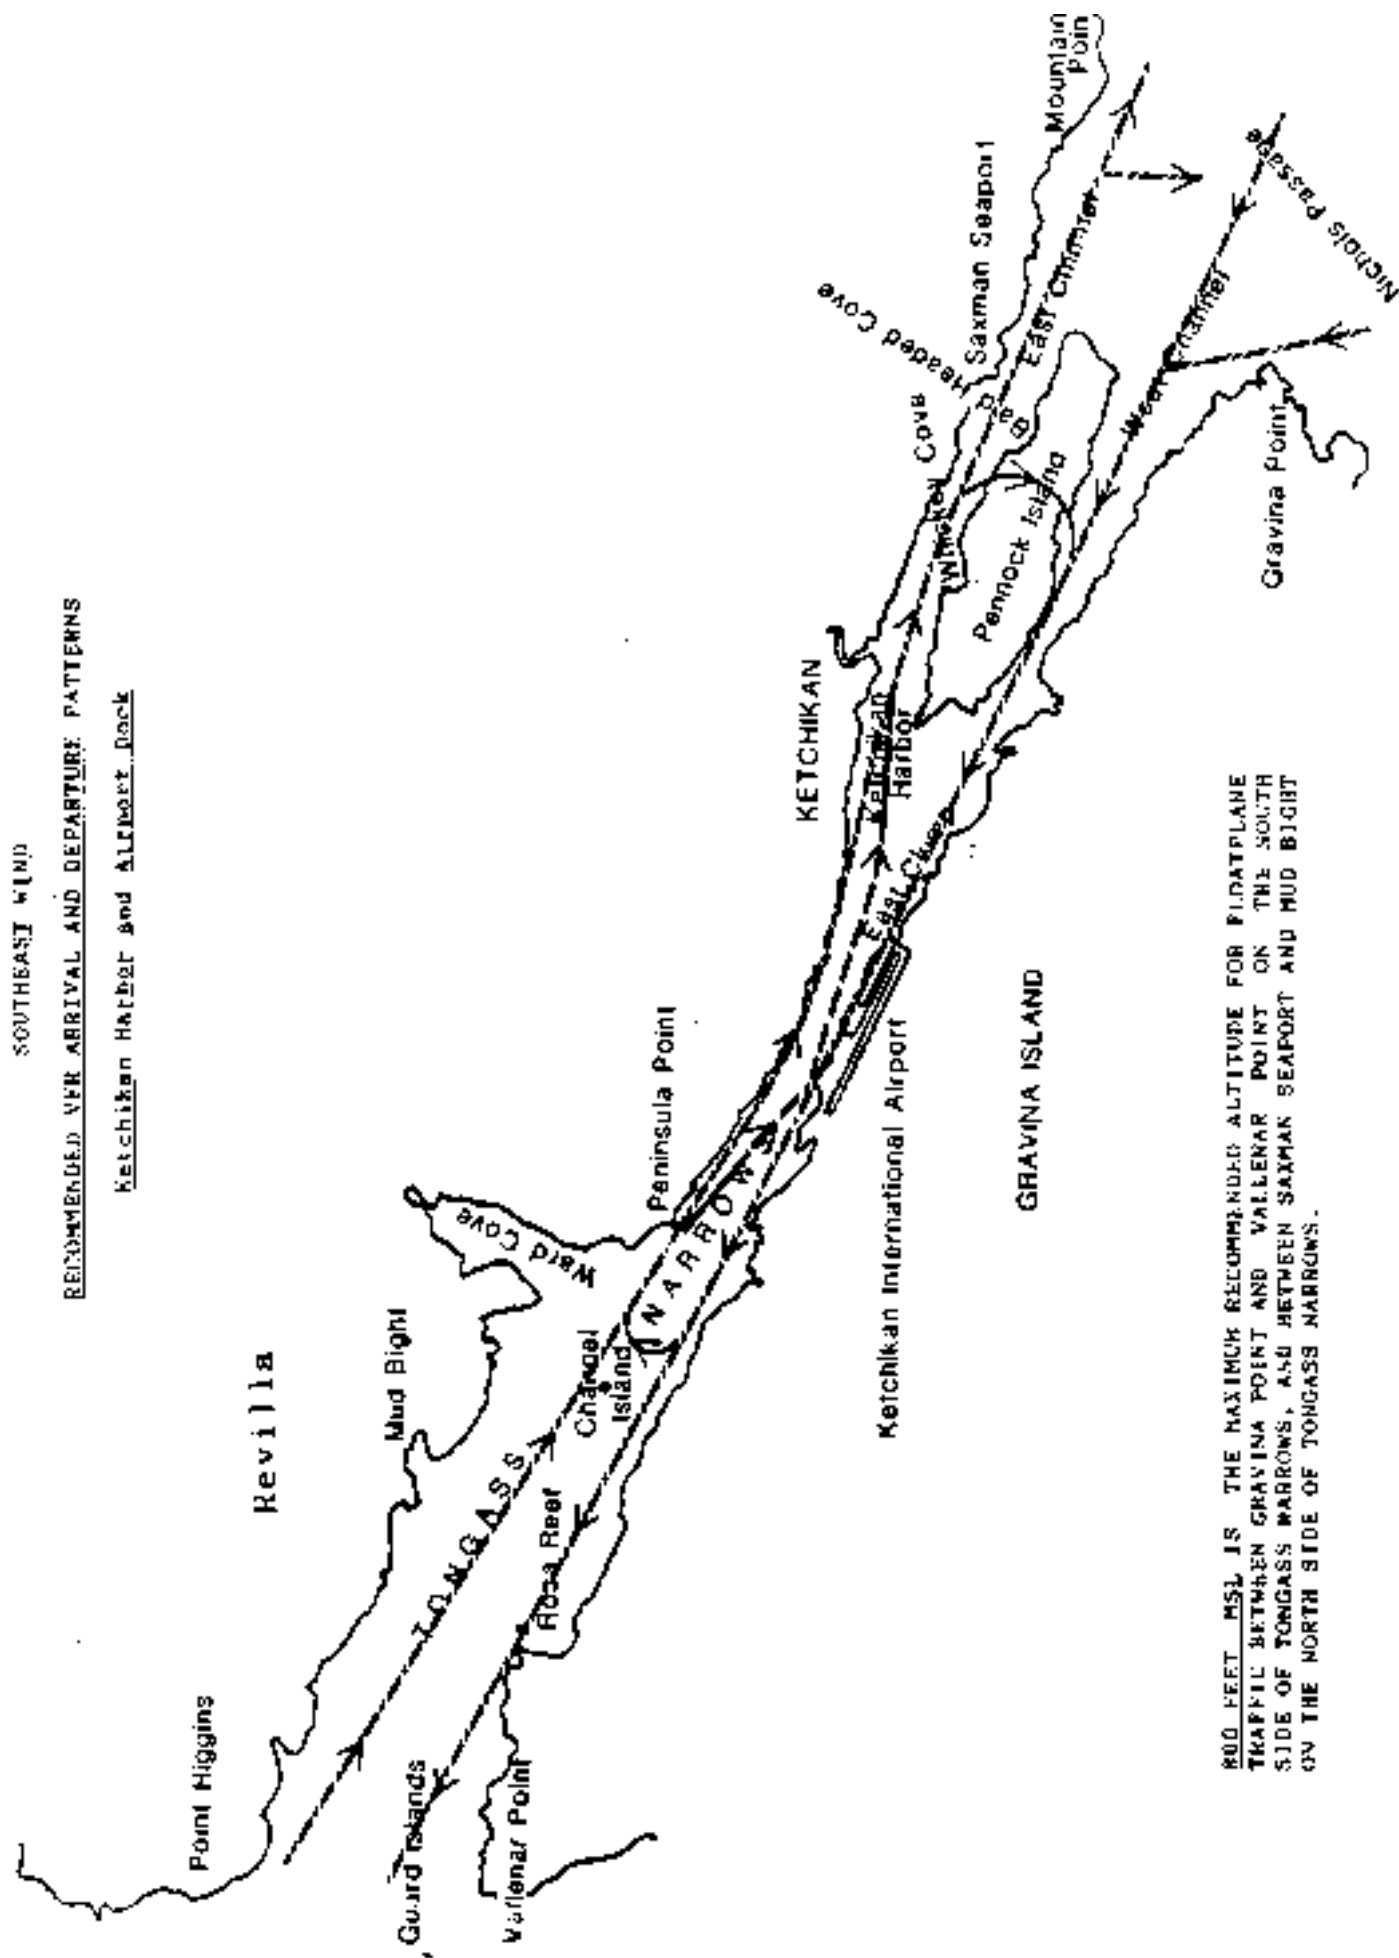 SOUTHEAST WIND
RECOMMENDED VFR ARRIVAL AND DEPARTURE PATTERNS
Ketchikan Harbor and Airport Dock
Revilla
Point Higgins
Mud Bight
Ward Cove
Peninsula Point
KETCHIKAN
Ketchikan
Harbor
Whiskey Cove
Headed Cove
Saxman Seaport
Mountain
Poin
East Channel
West Channel
Nichols Passage
Pennock Island
Gravina Point
East Clump
TONGASS
NARROWS
Channel
Island
Rosa Reef
Guard Islands
Vallenar Point
Ketchikan International Airport
GRAVINA ISLAND
FEET MSL IS THE MAXIMUM RECOMMENDED ALTITUDE FOR FLOATPLANE
TRAFFIC BETWEEN GRAVINA POINT AND VALLENAR POINT ON THE SOUTH
SIDE OF TONGASS NARROWS, AND BETWEEN SAXMAN SEAPORT AND MUD BIGHT
ON THE NORTH SIDE OF TONGASS NARROWS.